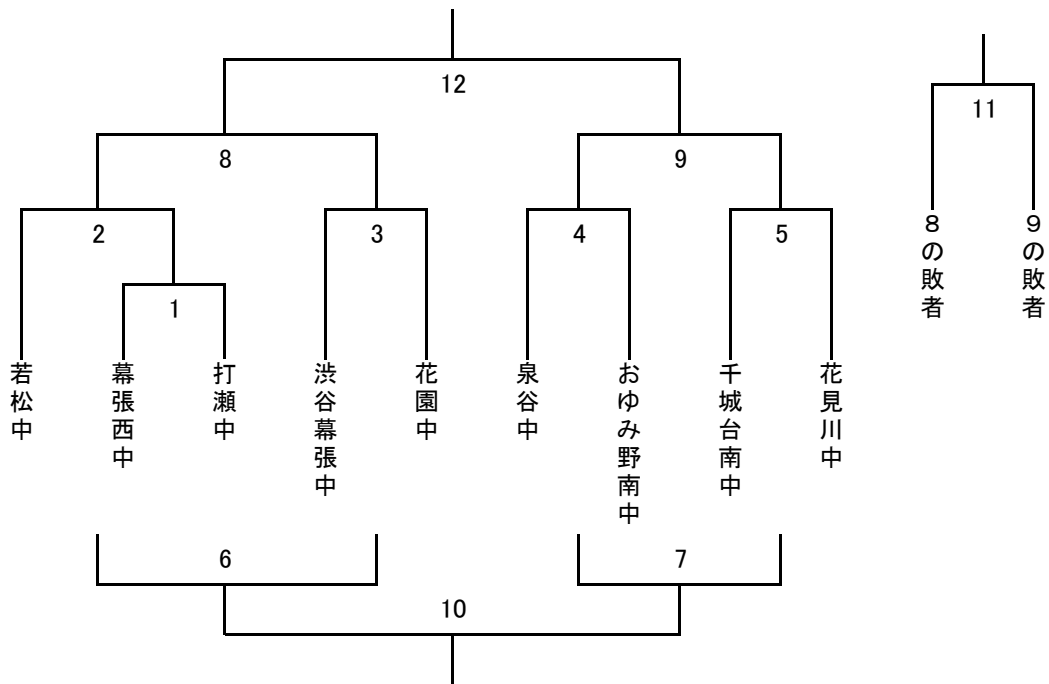 12
11
8
9
2
3
4
5
1
8の敗者
9の敗者
若松中
幕張西中
打瀬中
渋谷幕張中
花園中
泉谷中
おゆみ野南中
千城台南中
花見川中
6
7
10